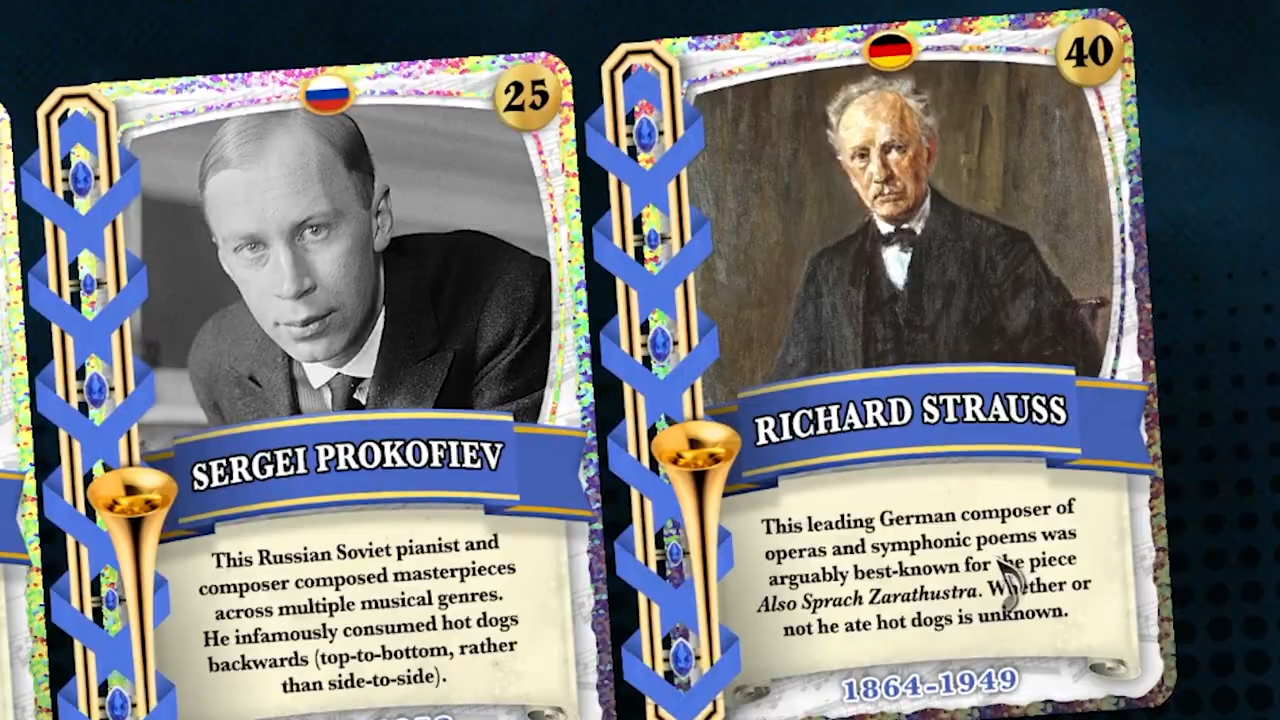 25
SERGEI PROKOFIEV
This Russian Soviet pianist and
composer composed masterpieces
across multiple musical genres.
He infamously consumed hot dogs
backwards (top-to-bottom, rather
than side-to-side).
40
RICHARD STRAUSS
This leading German composer of
operas and symphonic poems was
arguably best-known for the piece
Also Sprach Zarathustra. Whether or
not he ate hot dogs is unknown.
1864-1949